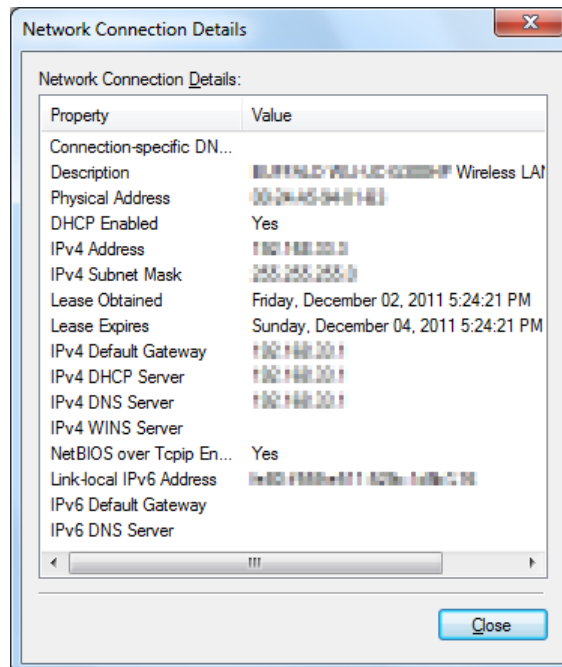 Network Connection Details
Network Connection Details:
Property Value
Connection-specific DN...
Description Wireless LAN
Physical Address
DHCP Enabled Yes
IPv4 Address
IPv4 Subnet Mask
Lease Obtained Friday, December 02, 2011 5:24:21 PM
Lease Expires Sunday, December 04, 2011 5:24:21 PM
IPv4 Default Gateway
IPv4 DHCP Server
IPv4 DNS Server
IPv4 WINS Server
NetBIOS over Tcpip En... Yes
Link-local IPv6 Address
IPv6 Default Gateway
IPv6 DNS Server
Close